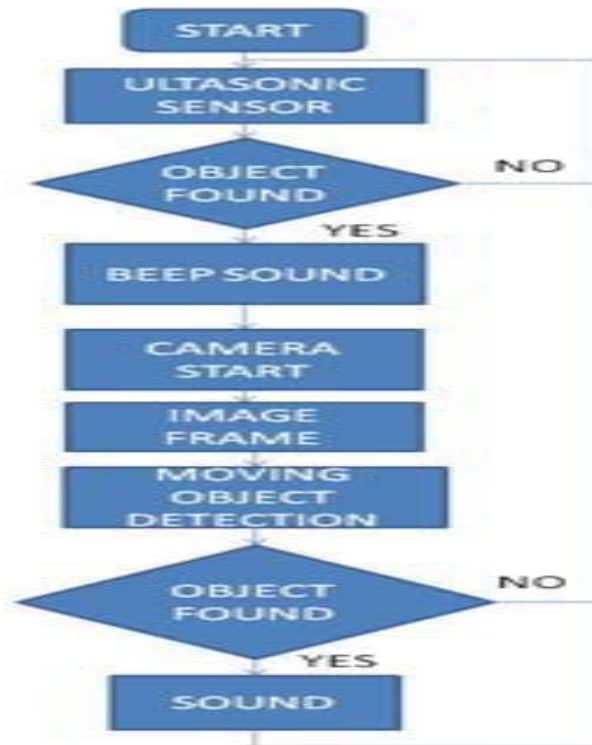 START
ULTASONIC
SENSOR
OBJECT
FOUND
NO
YES
BEEP SOUND
CAMERA
START
IMAGE
FRAME
MOVING
OBJECT
DETECTION
OBJECT
FOUND
NO
YES
SOUND